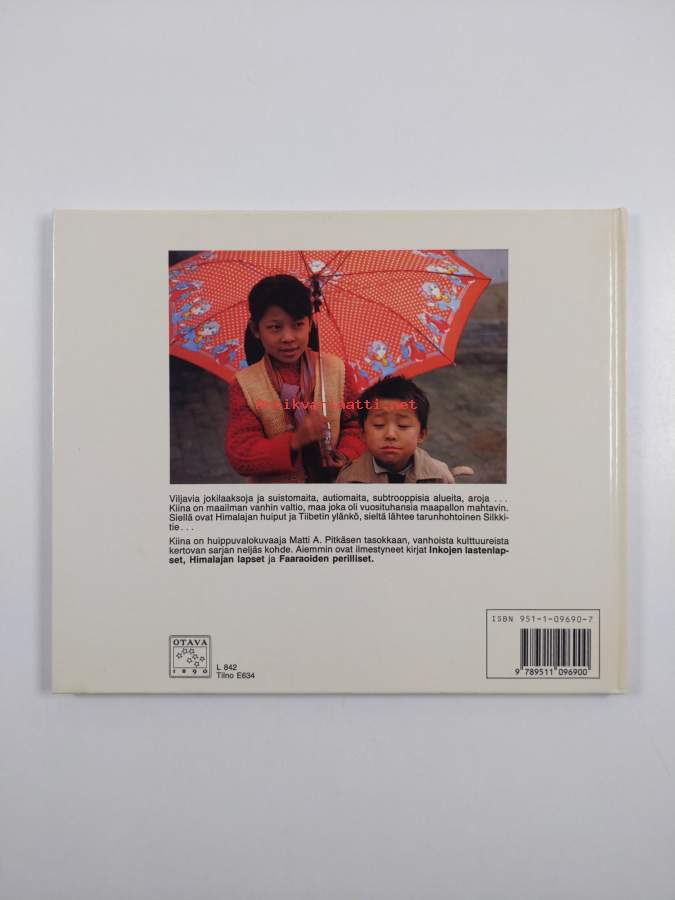 Antikvariaatti.net
Viljavia jokilaaksoja ja suistomaita, autiomaita, subtrooppisia alueita, aroja ...
Kiina on maailman vanhin valtio, maa joka oli vuosituhansia maapallon mahtavin.
Siellä ovat Himalajan huiput ja Tiibetin ylänkö, sieltä lähtee tarunhohtoinen Silkki-
tie...
Kiina on huippuvalokuvaaja Matti A. Pitkäsen tasokkaan, vanhoista kulttuureista
kertovan sarjan neljäs kohde. Aiemmin ovat ilmestyneet kirjat Inkojen lastenlap-
set, Himalajan lapset ja Faaraoiden perilliset.
ISBN 951-1-09690-7
9 789511 096900
OTAVA
1890
L 842
Tilno E634